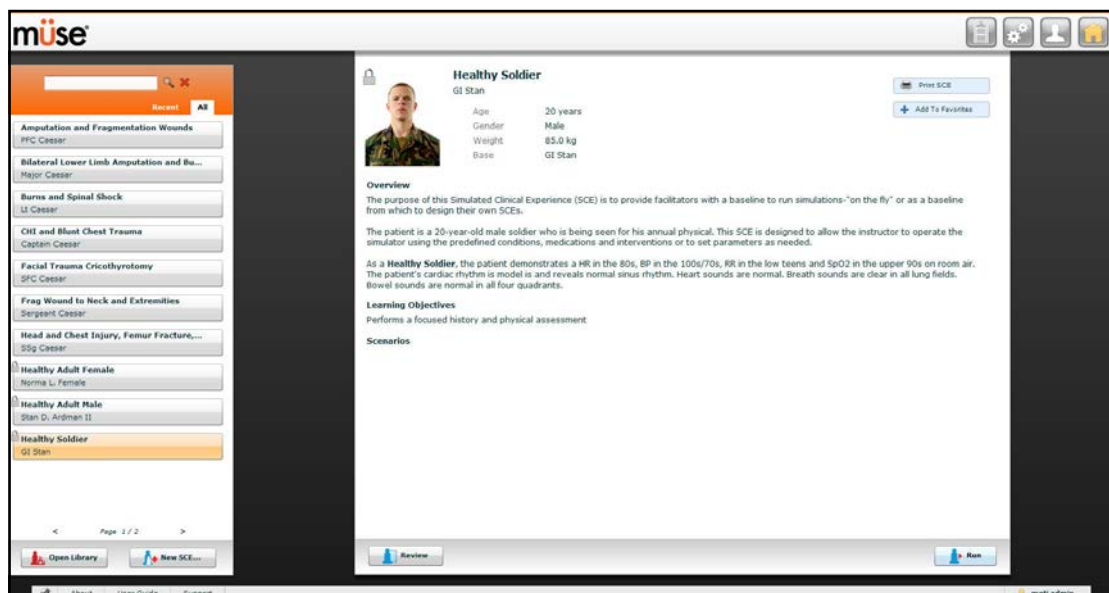 müse
Recent All
Amputation and Fragmentation Wounds
PFC Caesar
Bilateral Lower Limb Amputation and Bu...
Major Caesar
Burns and Spinal Shock
Lt Caesar
CHI and Blunt Chest Trauma
Captain Caesar
Facial Trauma Cricothyrotomy
SFC Caesar
Frag Wound to Neck and Extremities
Sergeant Caesar
Head and Chest Injury, Femur Fracture,...
SSg Caesar
Healthy Adult Female
Norma L. Female
Healthy Adult Male
Stan D. Ardman II
Healthy Soldier
GI Stan
< Page 1 / 2 >
Open Library New SCE...
Healthy Soldier
GI Stan
Age 20 years
Gender Male
Weight 85.0 kg
Base GI Stan
Print SCE
Add To Favorites
Overview
The purpose of this Simulated Clinical Experience (SCE) is to provide facilitators with a baseline to run simulations-"on the fly" or as a baseline
from which to design their own SCEs.
The patient is a 20-year-old male soldier who is being seen for his annual physical. This SCE is designed to allow the instructor to operate the
simulator using the predefined conditions, medications and interventions or to set parameters as needed.
As a Healthy Soldier, the patient demonstrates a HR in the 80s, BP in the 100s/70s, RR in the low teens and SpO2 in the upper 90s on room air.
The patient's cardiac rhythm is model is and reveals normal sinus rhythm. Heart sounds are normal. Breath sounds are clear in all lung fields.
Bowel sounds are normal in all four quadrants.
Learning Objectives
Performs a focused history and physical assessment
Scenarios
Review Run
About User Guide Support